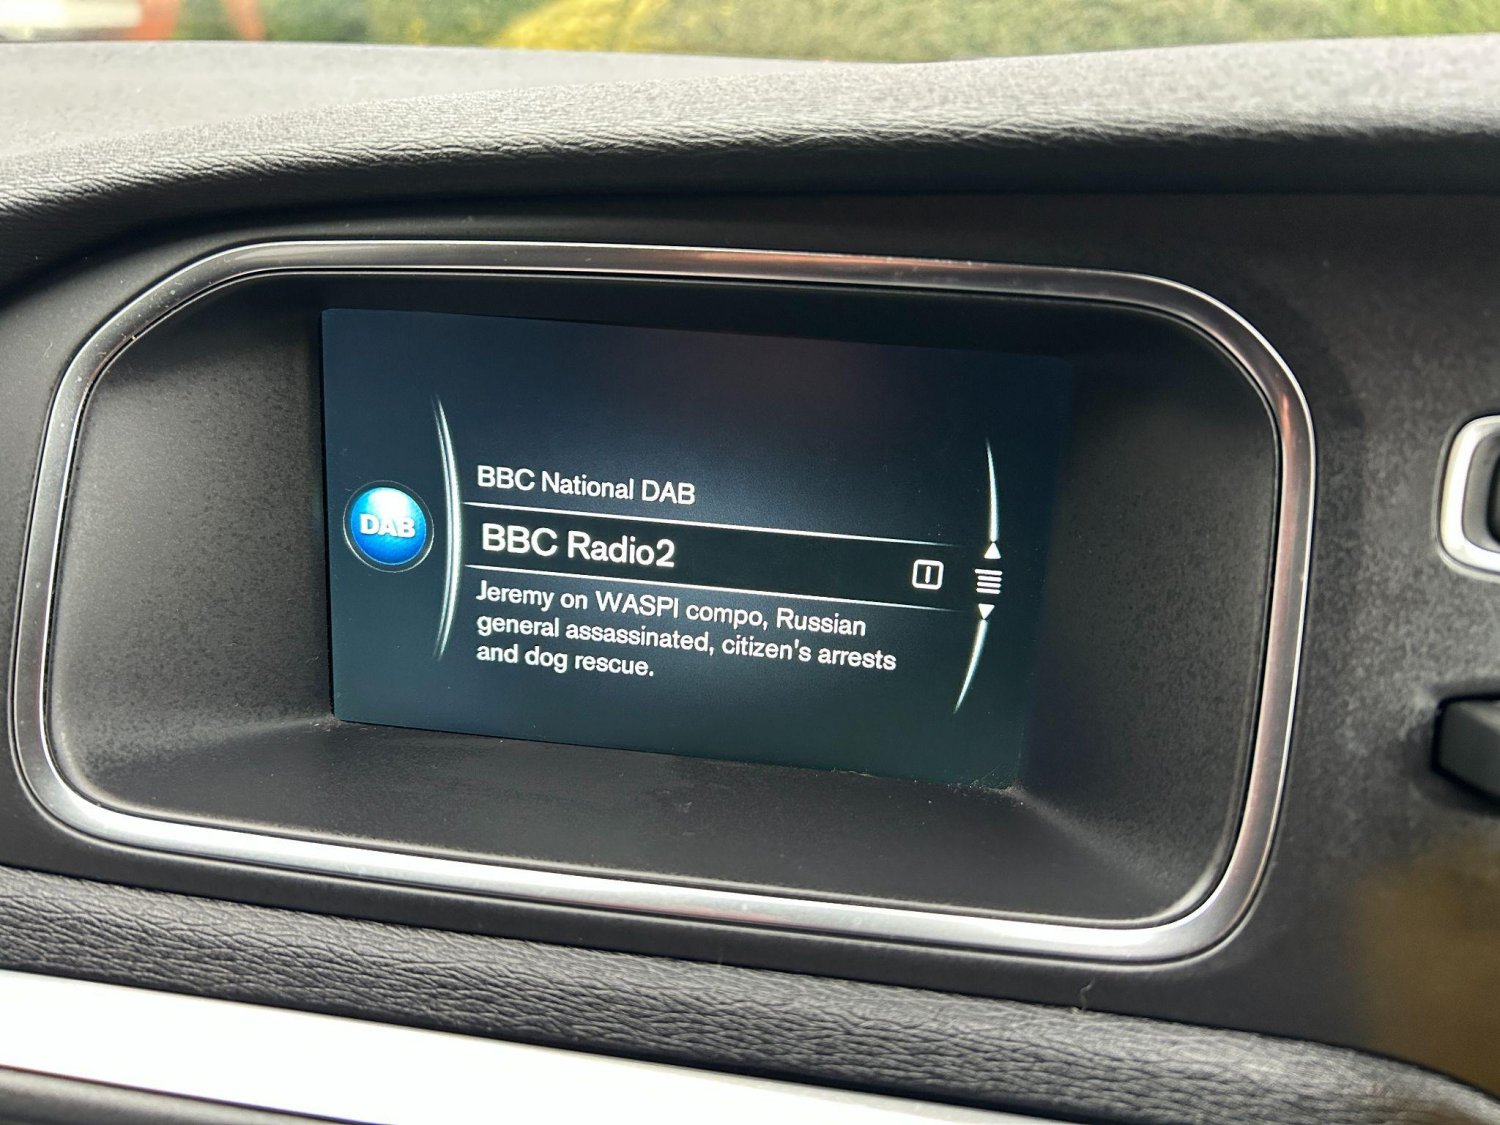 BBC National DAB
DAB
BBC Radio2
Jeremy on WASPI compo, Russian
general assassinated, citizen's arrests
and dog rescue.